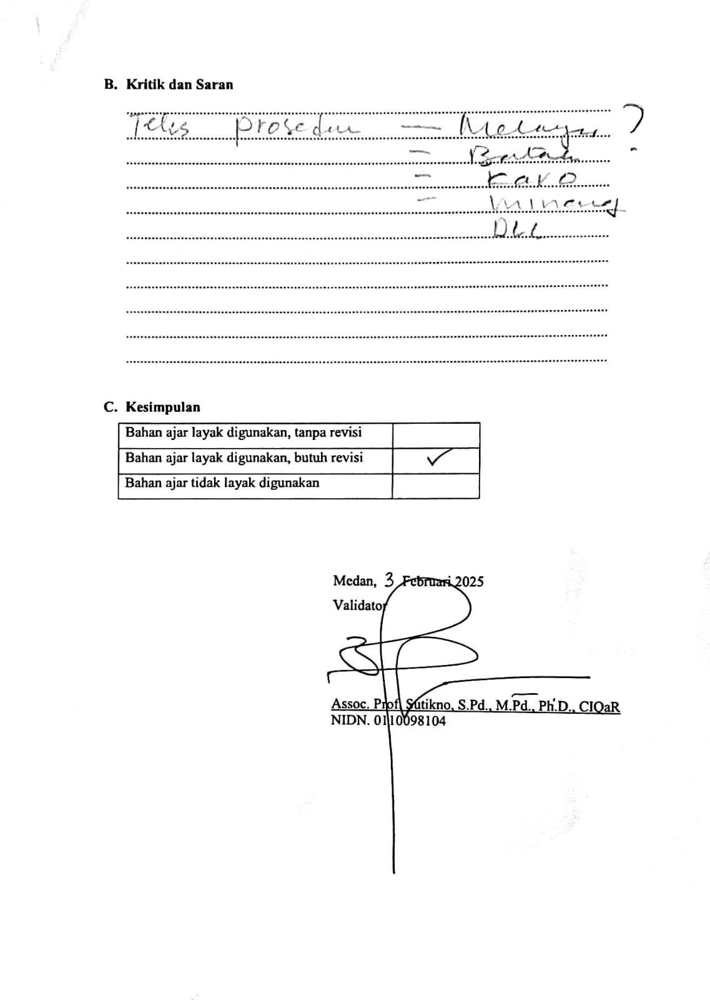 B. Kritik dan Saran
Teks prosedur — Melayu ?
– Batak
– Karo
– Minang
DLL
C. Kesimpulan
Bahan ajar layak digunakan, tanpa revisi
Bahan ajar layak digunakan, butuh revisi ✓
Bahan ajar tidak layak digunakan
Medan, 3 Februari 2025
Validator
Assoc. Prof. Sutikno, S.Pd., M.Pd., Ph.D., CIQaR
NIDN. 0110098104